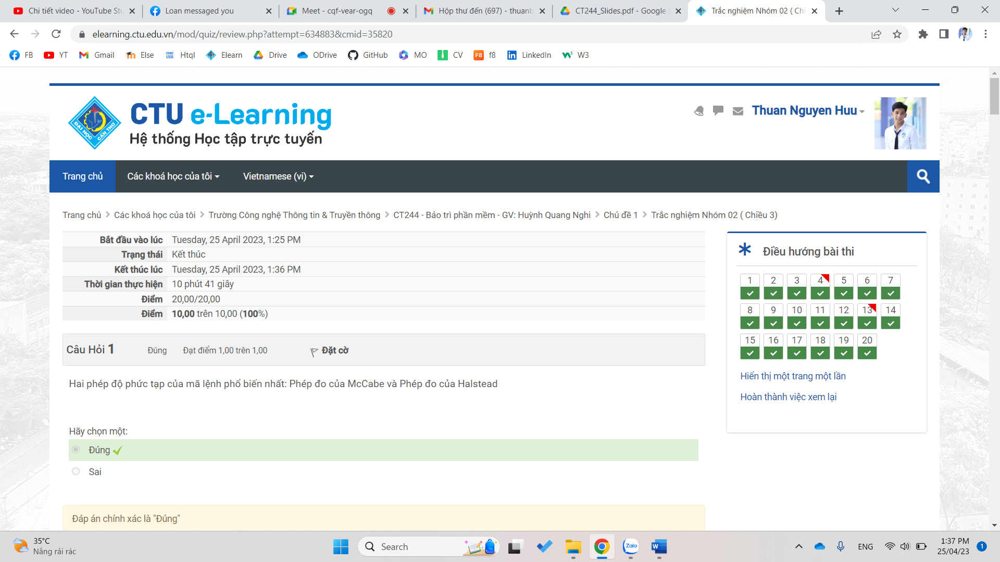 Chi tiết video - YouTube Stu
Loan messaged you
Meet - cqf-vear-ogq
Hộp thư đến (697) - thuanb
CT244_Slides.pdf - Google
Trắc nghiệm Nhóm 02 ( Chi
elearning.ctu.edu.vn/mod/quiz/review.php?attempt=634883&cmid=35820
FB YT Gmail Else Htql Elearn Drive ODrive GitHub MO CV f8 LinkedIn W3
ĐẠI HỌC CẦN THƠ
CTU e-Learning
Hệ thống Học tập trực tuyến
Thuan Nguyen Huu
Trang chủ Các khoá học của tôi Vietnamese (vi)
Trang chủ Các khoá học của tôi Trường Công nghệ Thông tin & Truyền thông CT244 - Bảo trì phần mềm - GV: Huỳnh Quang Nghi Chủ đề 1 Trắc nghiệm Nhóm 02 ( Chiều 3)
Bắt đầu vào lúc Tuesday, 25 April 2023, 1:25 PM
Trạng thái Kết thúc
Kết thúc lúc Tuesday, 25 April 2023, 1:36 PM
Thời gian thực hiện 10 phút 41 giây
Điểm 20,00/20,00
Điểm 10,00 trên 10,00 (100%)
Câu Hỏi 1 Đúng Đạt điểm 1,00 trên 1,00 Đặt cờ
Hai phép độ phức tạp của mã lệnh phổ biến nhất: Phép đo của McCabe và Phép đo của Halstead
Hãy chọn một:
Đúng
Sai
Đáp án chính xác là "Đúng"
Điều hướng bài thi
1 2 3 4 5 6 7
8 9 10 11 12 13 14
15 16 17 18 19 20
Hiển thị một trang một lần
Hoàn thành việc xem lại
35°C
Nắng rải rác
Search
Zalo
ENG
1:37 PM
25/04/23
1